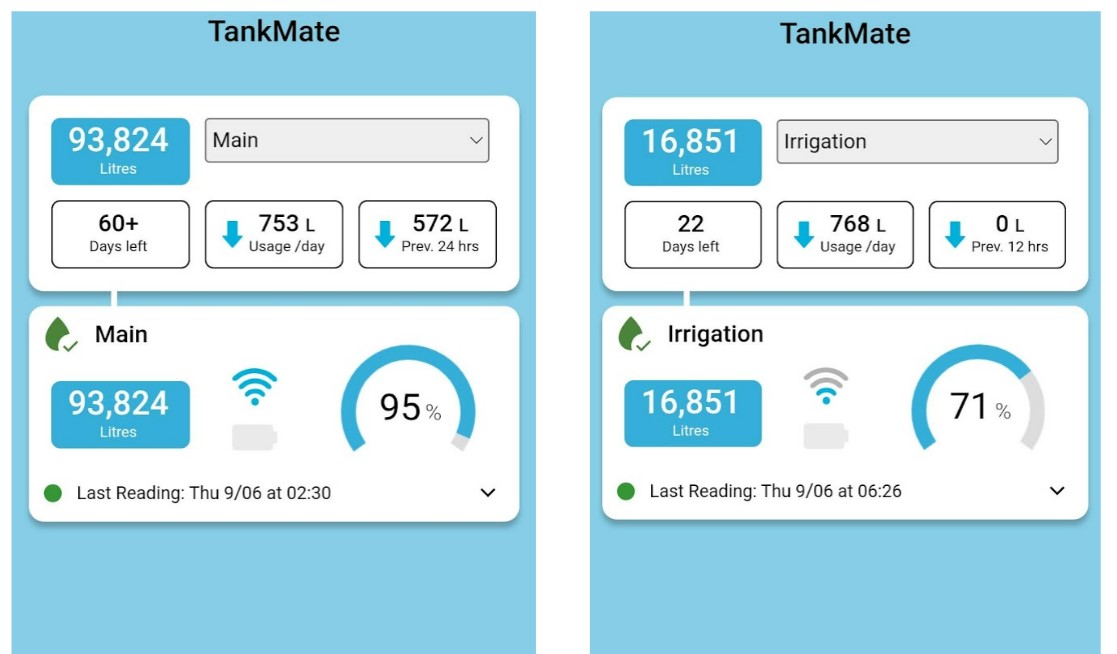 TankMate
93,824
Litres
Main
60+
Days left
753 L
Usage /day
572 L
Prev. 24 hrs
Main
93,824
Litres
95 %
Last Reading: Thu 9/06 at 02:30
TankMate
16,851
Litres
Irrigation
22
Days left
768 L
Usage /day
0 L
Prev. 12 hrs
Irrigation
16,851
Litres
71 %
Last Reading: Thu 9/06 at 06:26